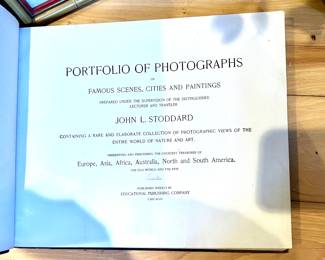 PORTFOLIO OF PHOTOGRAPHS
OF
FAMOUS SCENES, CITIES AND PAINTINGS
PREPARED UNDER THE SUPERVISION OF THE DISTINGUISHED
LECTURER AND TRAVELER
JOHN L. STODDARD
CONTAINING A RARE AND ELABORATE COLLECTION OF PHOTOGRAPHIC VIEWS OF THE
ENTIRE WORLD OF NATURE AND ART.
PRESENTING AND DESCRIBING THE CHOICEST TREASURES OF
Europe, Asia, Africa, Australia, North and South America.
THE OLD WORLD AND THE NEW
PUBLISHED WEEKLY BY
EDUCATIONAL PUBLISHING COMPANY
CHICAGO